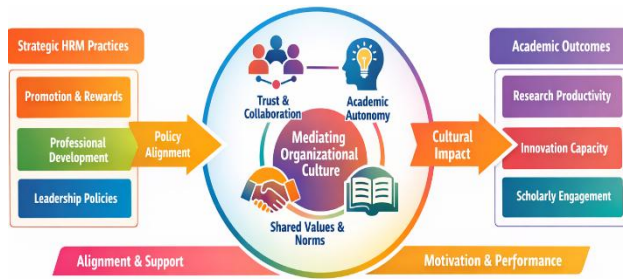 Strategic HRM Practices
Promotion & Rewards
Professional
Development
Leadership Policies
Policy
Alignment
Trust &
Collaboration
Academic
Autonomy
Mediating
Organizational
Culture
Shared Values &
Norms
Cultural
Impact
Academic Outcomes
Research Productivity
Innovation Capacity
Scholarly Engagement
Alignment & Support
Motivation & Performance